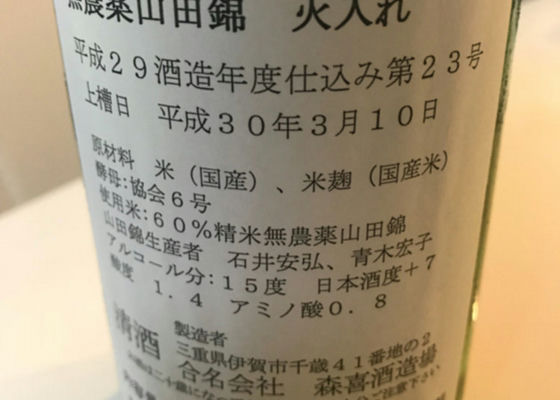 無農薬山田錦 火入れ
平成29酒造年度仕込み第23号
上槽日 平成30年3月10日
原材料 米(国産)、米麹(国産米)
酵母:協会6号
使用米:60%精米無農薬山田錦
山田錦生産者 石井安弘、青木宏子
アルコール分:15度 日本酒度+7
酸度 1.4 アミノ酸0.8
清酒
製造者
三重県伊賀市千歳41番地の2
合名会社 森喜酒造場